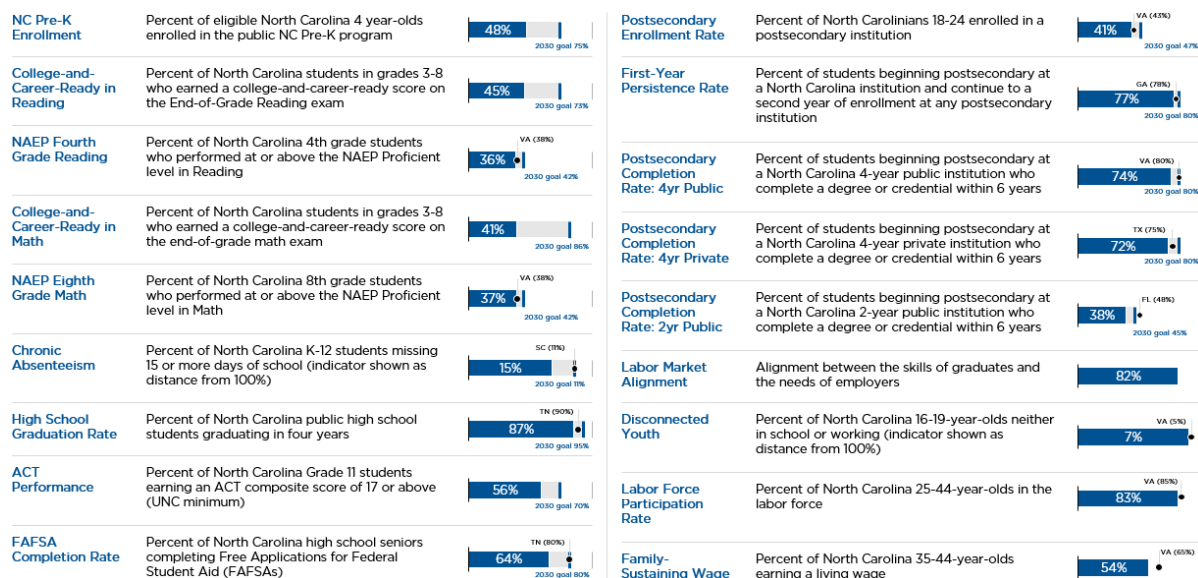 NC Pre-K
Enrollment
Percent of eligible North Carolina 4 year-olds
enrolled in the public NC Pre-K program
48%
2030 goal 75%
College-and-
Career-Ready in
Reading
Percent of North Carolina students in grades 3-8
who earned a college-and-career-ready score on
the End-of-Grade Reading exam
45%
2030 goal 73%
NAEP Fourth
Grade Reading
Percent of North Carolina 4th grade students
who performed at or above the NAEP Proficient
level in Reading
VA (38%)
36%
2030 goal 42%
College-and-
Career-Ready in
Math
Percent of North Carolina students in grades 3-8
who earned a college-and-career-ready score on
the end-of-grade math exam
41%
2030 goal 86%
NAEP Eighth
Grade Math
Percent of North Carolina 8th grade students
who performed at or above the NAEP Proficient
level in Math
VA (38%)
37%
2030 goal 42%
Chronic
Absenteeism
Percent of North Carolina K-12 students missing
15 or more days of school (indicator shown as
distance from 100%)
SC (11%)
15%
2030 goal 11%
High School
Graduation Rate
Percent of North Carolina public high school
students graduating in four years
TN (90%)
87%
2030 goal 95%
ACT
Performance
Percent of North Carolina Grade 11 students
earning an ACT composite score of 17 or above
(UNC minimum)
56%
2030 goal 70%
FAFSA
Completion Rate
Percent of North Carolina high school seniors
completing Free Applications for Federal
Student Aid (FAFSAs)
TN (80%)
64%
2030 goal 80%
Postsecondary
Enrollment Rate
Percent of North Carolinians 18-24 enrolled in a
postsecondary institution
VA (43%)
41%
2030 goal 47%
First-Year
Persistence Rate
Percent of students beginning postsecondary at
a North Carolina institution and continue to a
second year of enrollment at any postsecondary
institution
GA (78%)
77%
2030 goal 80%
Postsecondary
Completion
Rate: 4yr Public
Percent of students beginning postsecondary at
a North Carolina 4-year public institution who
complete a degree or credential within 6 years
VA (80%)
74%
2030 goal 80%
Postsecondary
Completion
Rate: 4yr Private
Percent of students beginning postsecondary at
a North Carolina 4-year private institution who
complete a degree or credential within 6 years
TX (75%)
72%
2030 goal 80%
Postsecondary
Completion
Rate: 2yr Public
Percent of students beginning postsecondary at
a North Carolina 2-year public institution who
complete a degree or credential within 6 years
FL (48%)
38%
2030 goal 45%
Labor Market
Alignment
Alignment between the skills of graduates and
the needs of employers
82%
Disconnected
Youth
Percent of North Carolina 16-19-year-olds neither
in school or working (indicator shown as
distance from 100%)
VA (5%)
7%
Labor Force
Participation
Rate
Percent of North Carolina 25-44-year-olds in the
labor force
VA (85%)
83%
Family-
Sustaining Wage
Percent of North Carolina 35-44-year-olds
earning a living wage
VA (65%)
54%